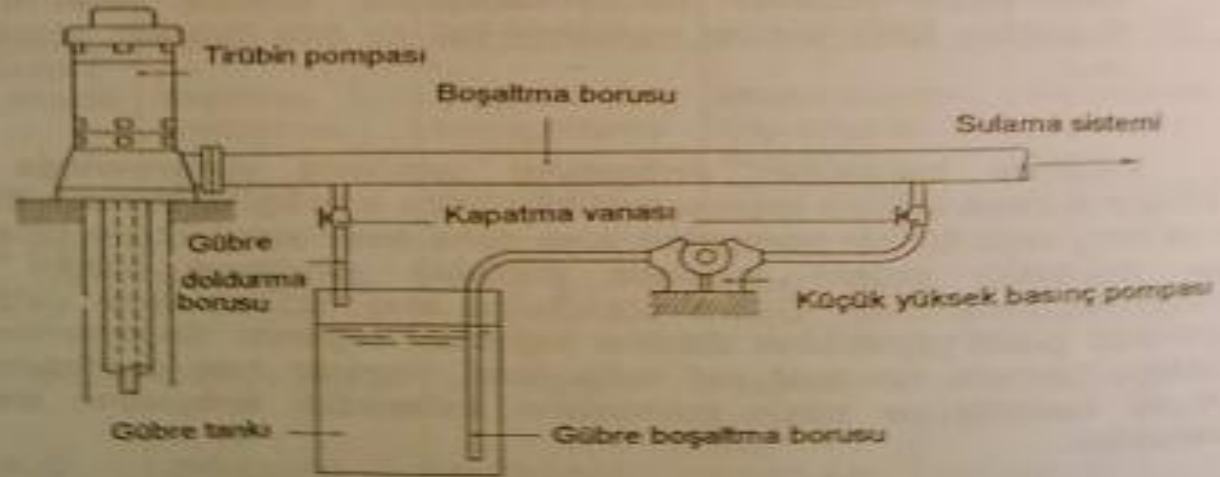 Tirübin pompası
Boşaltma borusu
Sulama sistemi
Kapatma vanası
Gübre
doldurma
borusu
Küçük yüksek basınç pompası
Gübre tankı
Gübre boşaltma borusu